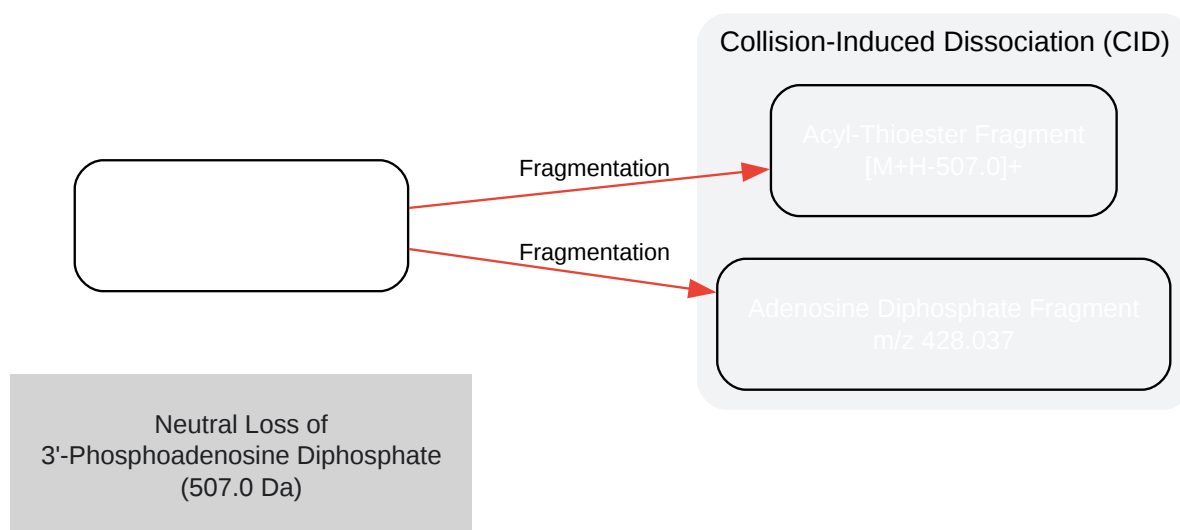 Collision-Induced Dissociation (CID)
Acyl-Thioester Fragment
[M+H-507.0]+
Fragmentation
Fragmentation
Adenosine Diphosphate Fragment
m/z 428.037
Neutral Loss of
3'-Phosphoadenosine Diphosphate
(507.0 Da)